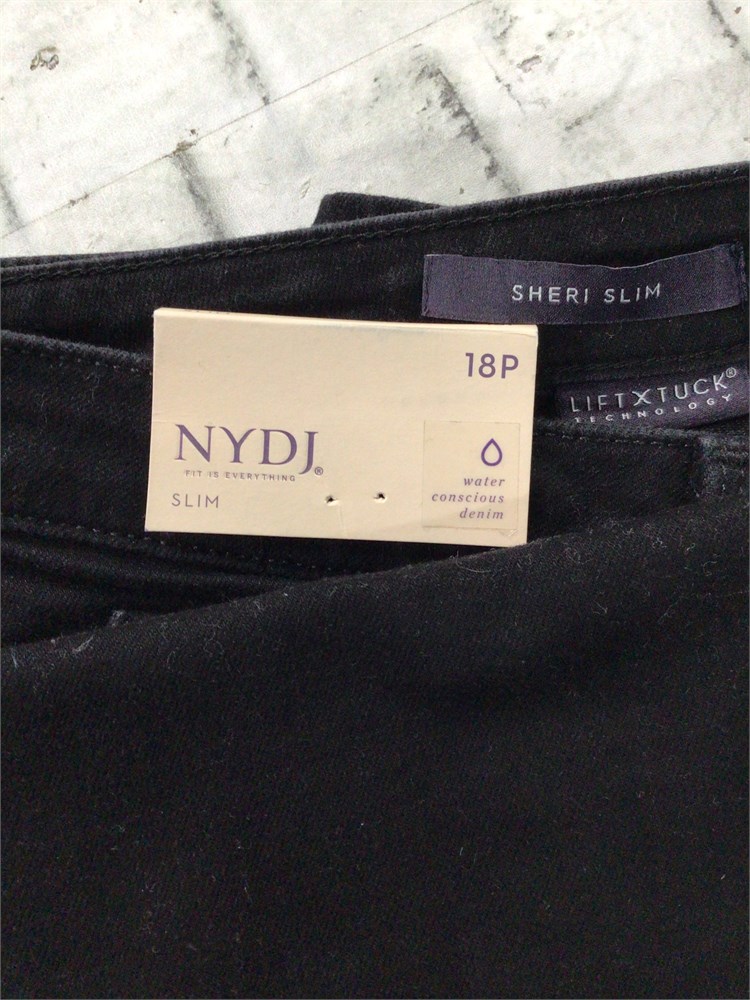 SHERI SLIM
LIFTXTUCK®
TECHNOLOGY
18P
NYDJ®
FIT IS EVERYTHING
SLIM
water
conscious
denim